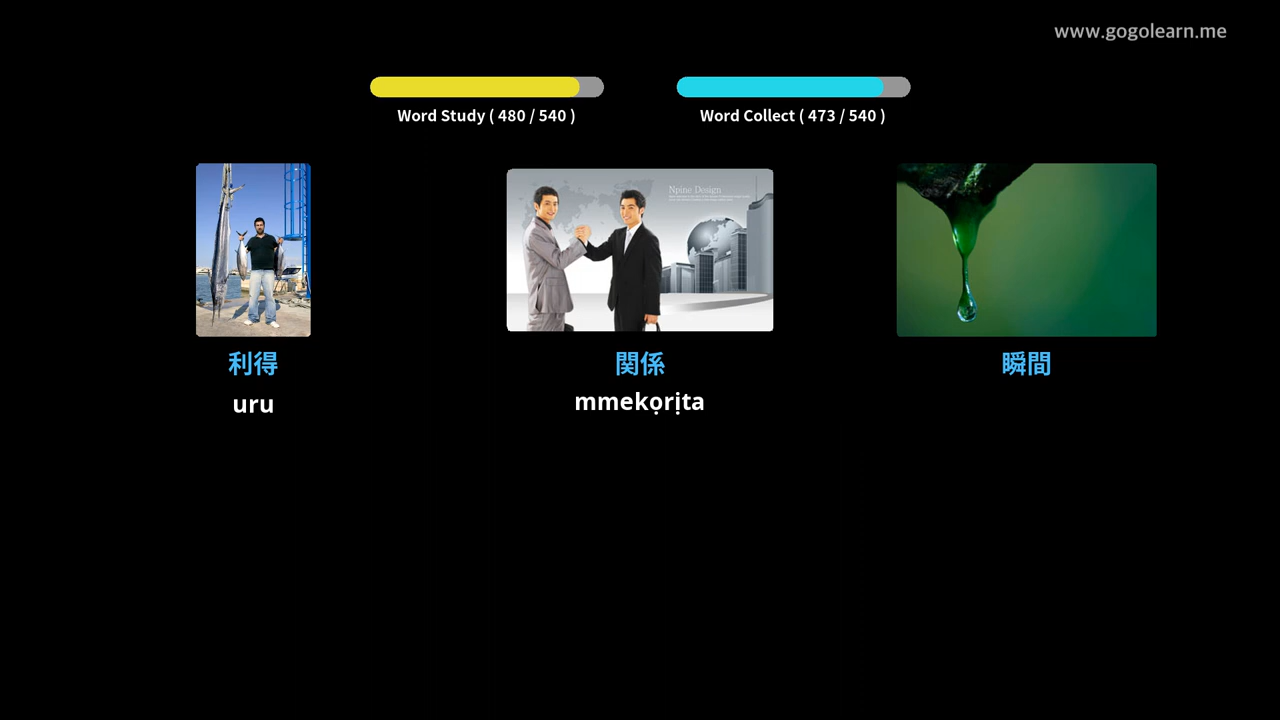 www.gogolearn.me
Word Study ( 480 / 540 )
Word Collect ( 473 / 540 )
Npine Design
利得
関係
瞬間
uru
mmekọrịta